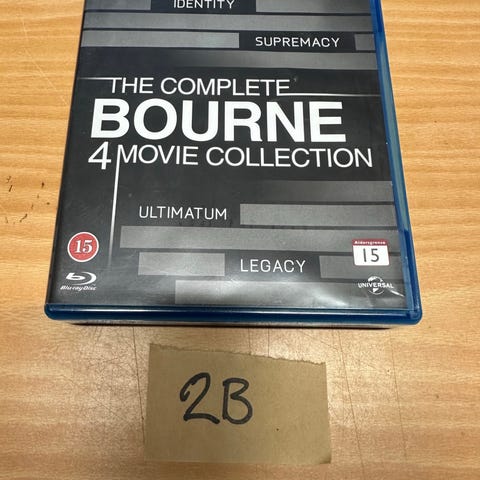 IDENTITY
SUPREMACY
THE COMPLETE
BOURNE
4 MOVIE COLLECTION
ULTIMATUM
15
Aldersgrense
15
LEGACY
Blu-ray Disc
UNIVERSAL
2B